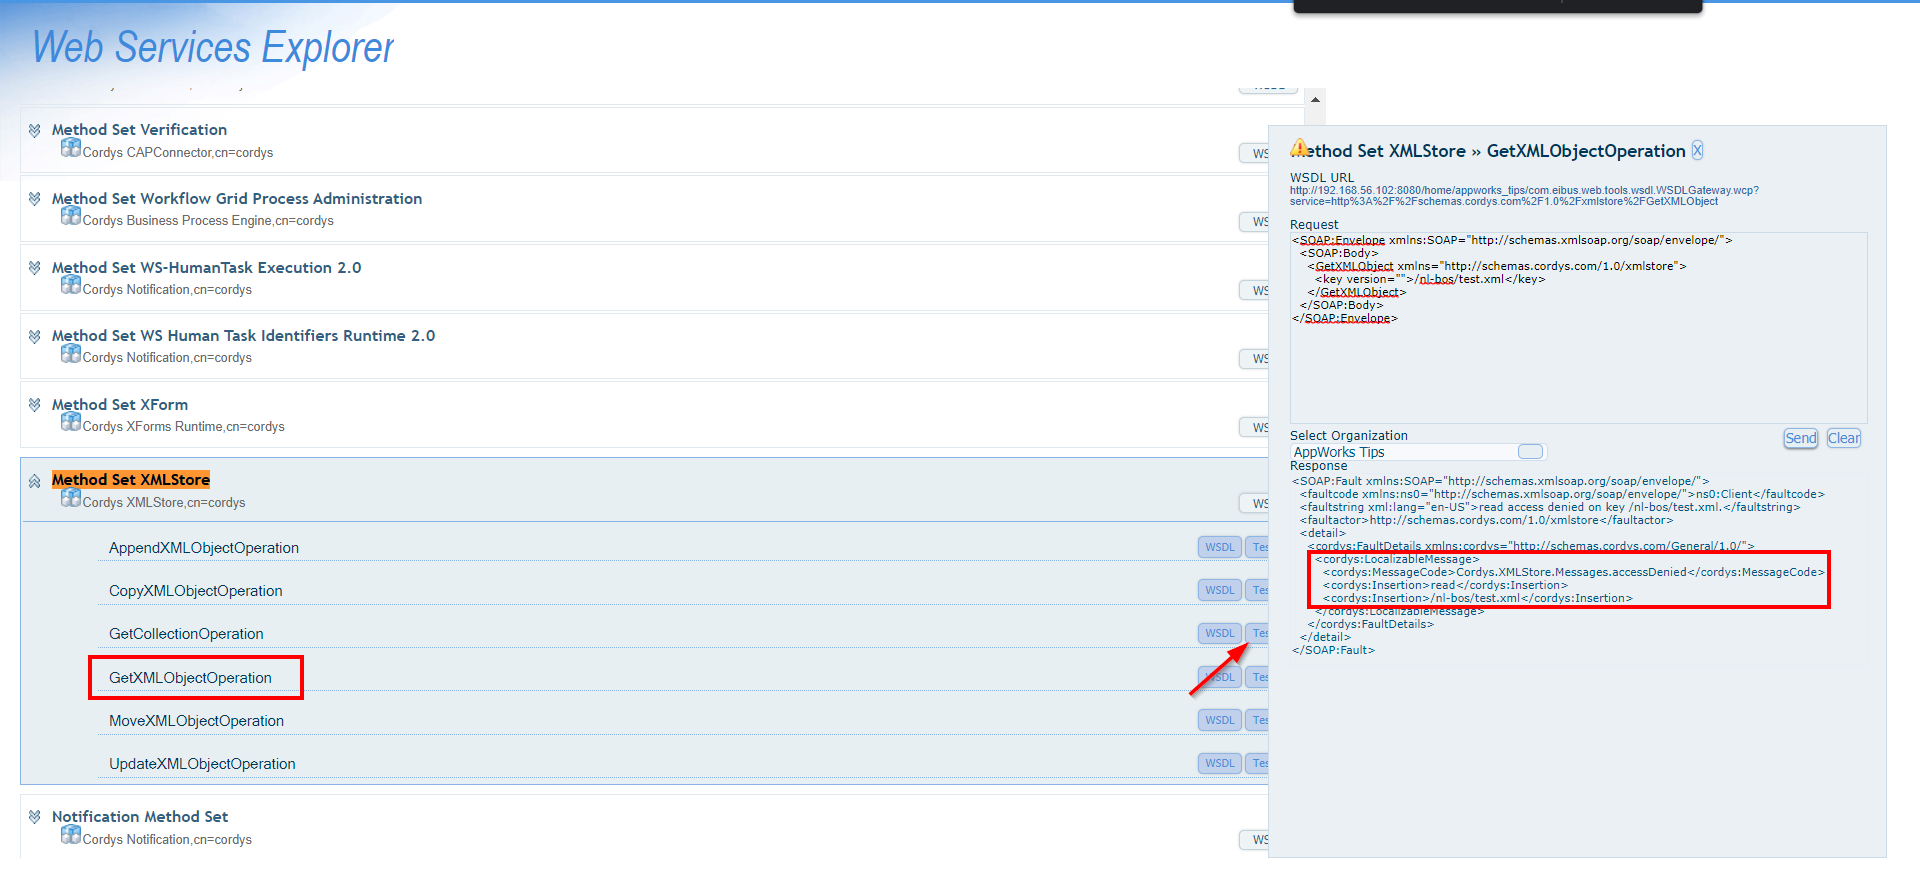 Web Services Explorer
Method Set Verification
Cordys CAPConnector,cn=cordys
WS
Method Set Workflow Grid Process Administration
Cordys Business Process Engine,cn=cordys
WS
Method Set WS-HumanTask Execution 2.0
Cordys Notification,cn=cordys
WS
Method Set WS Human Task Identifiers Runtime 2.0
Cordys Notification,cn=cordys
WS
Method Set XForm
Cordys XForms Runtime,cn=cordys
WS
Method Set XMLStore
Cordys XMLStore,cn=cordys
WS
AppendXMLObjectOperation
WSDL Tes
CopyXMLObjectOperation
WSDL Tes
GetCollectionOperation
WSDL Tes
GetXMLObjectOperation
WSDL Tes
MoveXMLObjectOperation
WSDL Tes
UpdateXMLObjectOperation
WSDL Tes
Notification Method Set
Cordys Notification,cn=cordys
WS
ethod Set XMLStore » GetXMLObjectOperation X
WSDL URL
http://192.168.56.102:8080/home/appworks_tips/com.eibus.web.tools.wsdl.WSDLGateway.wcp?
service=http%3A%2F%2Fschemas.cordys.com%2F1.0%2Fxmlstore%2FGetXMLObject
Request
<SOAP:Envelope xmlns:SOAP="http://schemas.xmlsoap.org/soap/envelope/">
<SOAP:Body>
<GetXMLObject xmlns="http://schemas.cordys.com/1.0/xmlstore">
<key version="">/nl-bos/test.xml</key>
</GetXMLObject>
</SOAP:Body>
</SOAP:Envelope>
Select Organization
Send Clear
AppWorks Tips
Response
<SOAP:Fault xmlns:SOAP="http://schemas.xmlsoap.org/soap/envelope/">
<faultcode xmlns:ns0="http://schemas.xmlsoap.org/soap/envelope/">ns0:Client</faultcode>
<faultstring xml:lang="en-US">read access denied on key /nl-bos/test.xml.</faultstring>
<faultactor>http://schemas.cordys.com/1.0/xmlstore</faultactor>
<detail>
<cordys:FaultDetails xmlns:cordys="http://schemas.cordys.com/General/1.0/">
<cordys:LocalizableMessage>
<cordys:MessageCode>Cordys.XMLStore.Messages.accessDenied</cordys:MessageCode>
<cordys:Insertion>read</cordys:Insertion>
<cordys:Insertion>/nl-bos/test.xml</cordys:Insertion>
</cordys:LocalizableMessage>
</cordys:FaultDetails>
</detail>
</SOAP:Fault>